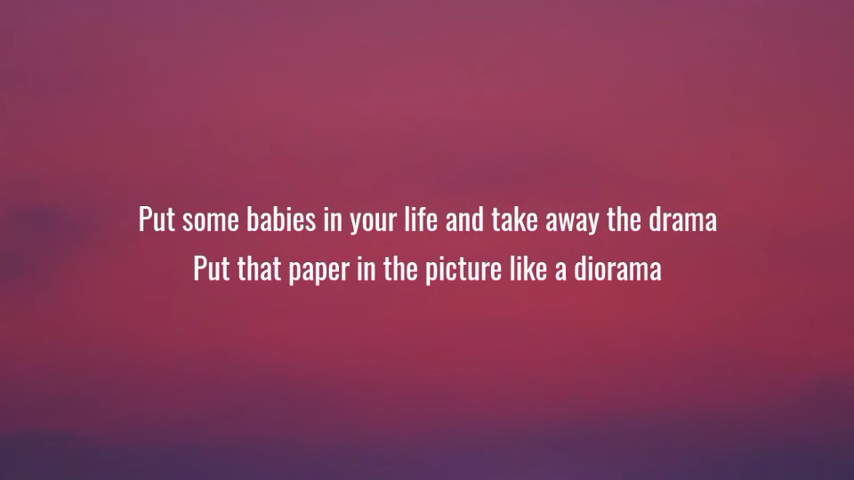 Put some babies in your life and take away the drama
Put that paper in the picture like a diorama